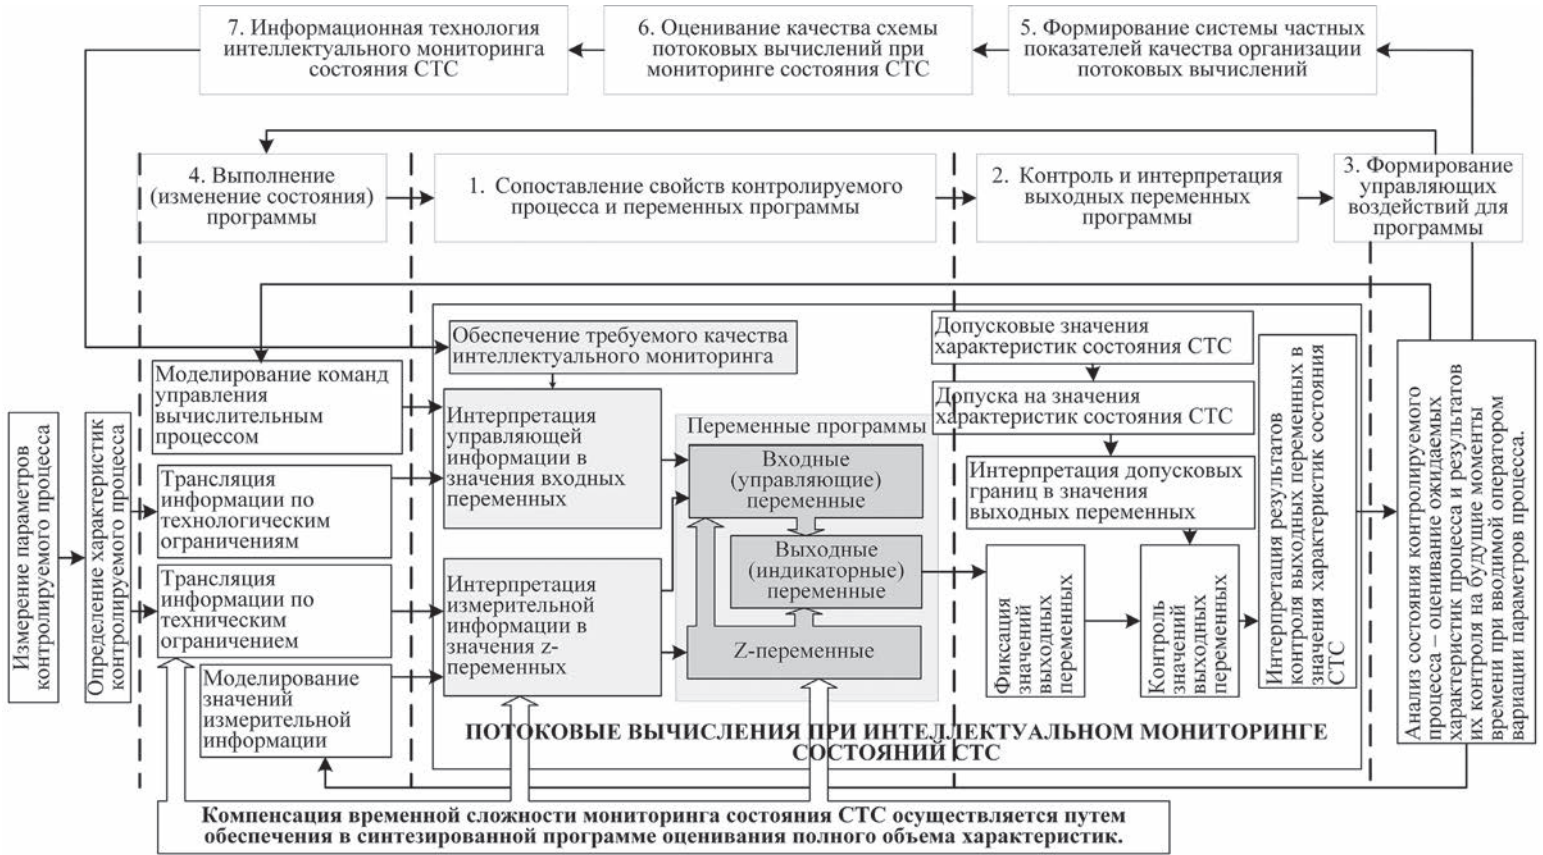 7. Информационная технология
интеллектуального мониторинга
состояния СТС
6. Оценивание качества схемы
потоковых вычислений при
мониторинге состояния СТС
5. Формирование системы частных
показателей качества организации
потоковых вычислений
4. Выполнение
(изменение состояния)
программы
1. Сопоставление свойств контролируемого
процесса и переменных программы
2. Контроль и интерпретация
выходных переменных
программы
3. Формирование
управляющих
воздействий для
программы
Измерение параметров
контролируемого процесса
Определение характеристик
контролируемого процесса
Моделирование команд
управления
вычислительным
процессом
Трансляция
информации по
технологическим
ограничениям
Трансляция
информации по
техническим
ограничением
Моделирование
значений
измерительной
информации
Обеспечение требуемого качества
интеллектуального мониторинга
Интерпретация
управляющей
информации в
значения входных
переменных
Интерпретация
измерительной
информации в
значения z-
переменных
Переменные программы
Входные
(управляющие)
переменные
Выходные
(индикаторные)
переменные
Z-переменные
Допусковые значения
характеристик состояния СТС
Допуска на значения
характеристик состояния СТС
Интерпретация допусковых
границ в значения
выходных переменных
Фиксация
значений
выходных
переменных
Контроль
значений
выходных
переменных
Интерпретация результатов
контроля выходных переменных в
значения характеристик состояния
СТС
Анализ состояния контролируемого
процесса – оценивание ожидаемых
характеристик процесса и результатов
их контроля на будущие моменты
времени при вводимой оператором
вариации параметров процесса.
ПОТОКОВЫЕ ВЫЧИСЛЕНИЯ ПРИ ИНТЕЛЛЕКТУАЛЬНОМ МОНИТОРИНГЕ
СОСТОЯНИЙ СТС
Компенсация временной сложности мониторинга состояния СТС осуществляется путем
обеспечения в синтезированной программе оценивания полного объема характеристик.